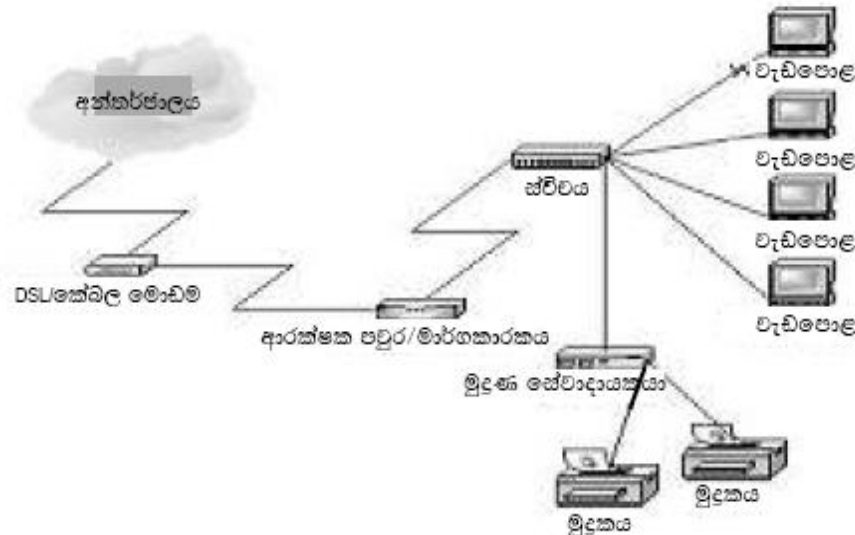 අන්තර්ජාලය
DSL/කේබල මොඩම
ආරක්ෂක පවුර/මාර්ගකාරකය
ස්විචය
වැඩපොළ
වැඩපොළ
වැඩපොළ
වැඩපොළ
මුද්‍රණ සේවාදායකයා
මුද්‍රකය
මුද්‍රකය